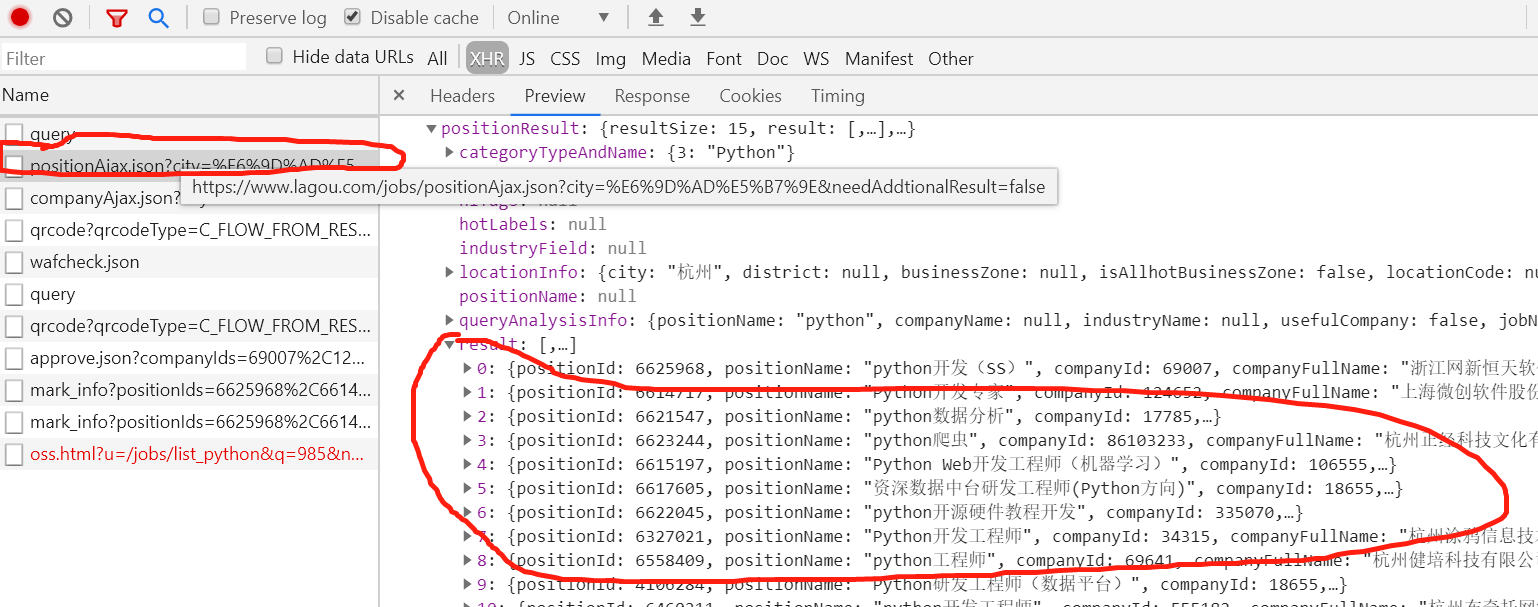 Preserve log Disable cache Online
Filter Hide data URLs All XHR JS CSS Img Media Font Doc WS Manifest Other
Name Headers Preview Response Cookies Timing
query positionResult: {resultSize: 15, result: [,…],…}
positionAjax.json?city=%E6%9D%AD%E5... categoryTypeAndName: {3: "Python"}
https://www.lagou.com/jobs/positionAjax.json?city=%E6%9D%AD%E5%B7%9E&needAddtionalResult=false
companyAjax.json?
qrcode?qrcodeType=C_FLOW_FROM_RES... hotLabels: null
industryField: null
wafcheck.json locationInfo: {city: "杭州", district: null, businessZone: null, isAllhotBusinessZone: false, locationCode:
query positionName: null
qrcode?qrcodeType=C_FLOW_FROM_RES... queryAnalysisInfo: {positionName: "python", companyName: null, industryName: null, usefulCompany: false, jobN
result: [,…]
approve.json?companyIds=69007%2C12... 0: {positionId: 6625968, positionName: "python开发（SS）", companyId: 69007, companyFullName: "浙江网新恒天软
mark_info?positionIds=6625968%2C6614... 1: {positionId: 6614717, positionName: "Python开发专家", companyId: 124652, companyFullName: "上海微创软件股份
mark_info?positionIds=6625968%2C6614... 2: {positionId: 6621547, positionName: "python数据分析", companyId: 17785,…}
3: {positionId: 6623244, positionName: "python爬虫", companyId: 86103233, companyFullName: "杭州正经科技文化有
oss.html?u=/jobs/list_python&q=985&n... 4: {positionId: 6615197, positionName: "Python Web开发工程师（机器学习）", companyId: 106555,…}
5: {positionId: 6617605, positionName: "资深数据中台研发工程师(Python方向)", companyId: 18655,…}
6: {positionId: 6622045, positionName: "python开源硬件教程开发", companyId: 335070,…}
7: {positionId: 6327021, positionName: "Python开发工程师", companyId: 34315, companyFullName: "杭州涂鸦信息技
8: {positionId: 6558409, positionName: "python工程师", companyId: 69641, companyFullName: "杭州健培科技有限公
9: {positionId: 4106284, positionName: "Python研发工程师（数据平台）", companyId: 18655,…}